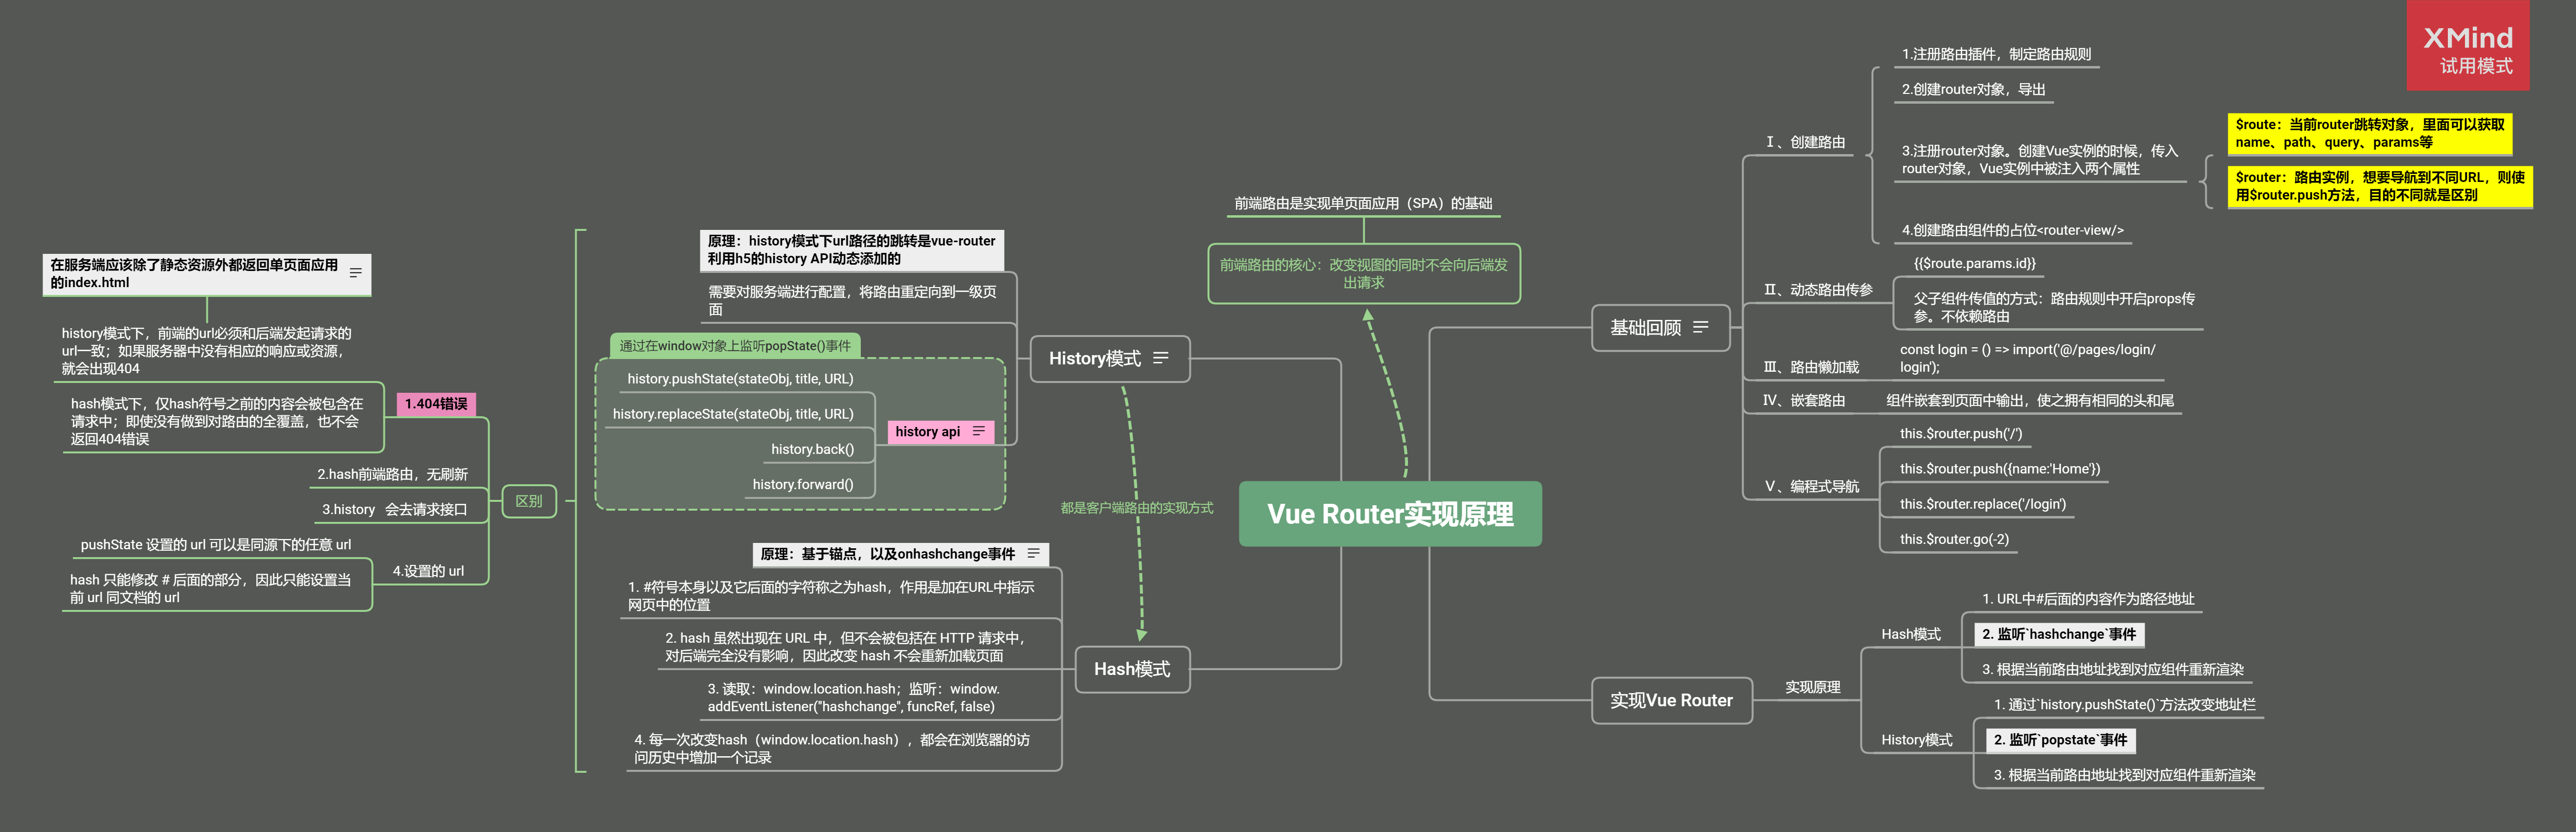 XMind
试用模式
Vue Router实现原理
前端路由是实现单页面应用（SPA）的基础
前端路由的核心：改变视图的同时不会向后端发
出请求
基础回顾
Ⅰ、创建路由
1.注册路由插件，制定路由规则
2.创建router对象，导出
3.注册router对象。创建Vue实例的时候，传入
router对象，Vue实例中被注入两个属性
$route：当前router跳转对象，里面可以获取
name、path、query、params等
$router：路由实例，想要导航到不同URL，则使
用$router.push方法，目的不同就是区别
4.创建路由组件的占位<router-view/>
Ⅱ、动态路由传参
{{$route.params.id}}
父子组件传值的方式：路由规则中开启props传
参。不依赖路由
Ⅲ、路由懒加载
const login = () => import('@/pages/login/
login');
Ⅳ、嵌套路由
组件嵌套到页面中输出，使之拥有相同的头和尾
Ⅴ、编程式导航
this.$router.push('/')
this.$router.push({name:'Home'})
this.$router.replace('/login')
this.$router.go(-2)
实现Vue Router
实现原理
Hash模式
1. URL中#后面的内容作为路径地址
2. 监听`hashchange`事件
3. 根据当前路由地址找到对应组件重新渲染
History模式
1. 通过`history.pushState()`方法改变地址栏
2. 监听`popstate`事件
3. 根据当前路由地址找到对应组件重新渲染
History模式
原理：history模式下url路径的跳转是vue-router
利用h5的history API动态添加的
需要对服务端进行配置，将路由重定向到一级页
面
通过在window对象上监听popState()事件
history api
history.pushState(stateObj, title, URL)
history.replaceState(stateObj, title, URL)
history.back()
history.forward()
都是客户端路由的实现方式
Hash模式
原理：基于锚点，以及onhashchange事件
1. #符号本身以及它后面的字符称之为hash，作用是加在URL中指示
网页中的位置
2. hash 虽然出现在 URL 中，但不会被包括在 HTTP 请求中，
对后端完全没有影响，因此改变 hash 不会重新加载页面
3. 读取：window.location.hash；监听：window.
addEventListener("hashchange", funcRef, false)
4. 每一次改变hash（window.location.hash），都会在浏览器的访
问历史中增加一个记录
区别
1.404错误
在服务端应该除了静态资源外都返回单页面应用
的index.html
history模式下，前端的url必须和后端发起请求的
url一致；如果服务器中没有相应的响应或资源，
就会出现404
hash模式下，仅hash符号之前的内容会被包含在
请求中；即使没有做到对路由的全覆盖，也不会
返回404错误
2.hash前端路由，无刷新
3.history 会去请求接口
4.设置的 url
pushState 设置的 url 可以是同源下的任意 url
hash 只能修改 # 后面的部分，因此只能设置当
前 url 同文档的 url